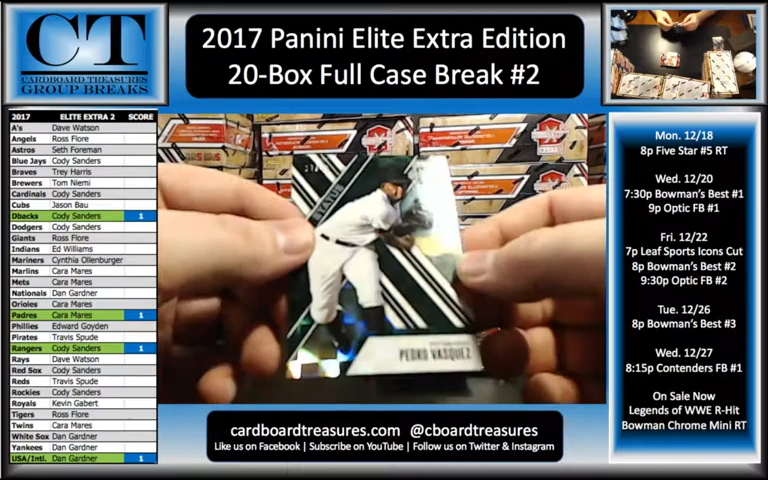 CT
CARDBOARD TREASURES
GROUP BREAKS
2017 Panini Elite Extra Edition
20-Box Full Case Break #2
2017 ELITE EXTRA 2 SCORE
A's Dave Watson
Angels Ross Flore
Astros Seth Foreman
Blue Jays Cody Sanders
Braves Trey Harris
Brewers Tom Niemi
Cardinals Cody Sanders
Cubs Jason Bau
Dbacks Cody Sanders 1
Dodgers Cody Sanders
Giants Ross Flore
Indians Ed Williams
Mariners Cynthia Ollenburger
Marlins Cara Mares
Mets Cara Mares
Nationals Dan Gardner
Orioles Cara Mares
Padres Cara Mares 1
Phillies Edward Goyden
Pirates Travis Spude
Rangers Cody Sanders 1
Rays Dave Watson
Red Sox Cody Sanders
Reds Travis Spude
Rockies Cody Sanders
Royals Kevin Gabert
Tigers Ross Flore
Twins Cara Mares
White Sox Dan Gardner
Yankees Dan Gardner
USA/Intl. Dan Gardner 1
STATUS
PEDRO VASQUEZ
Mon. 12/18
8p Five Star #5 RT
Wed. 12/20
7:30p Bowman's Best #1
9p Optic FB #1
Fri. 12/22
7p Leaf Sports Icons Cut
8p Bowman's Best #2
9:30p Optic FB #2
Tue. 12/26
8p Bowman's Best #3
Wed. 12/27
8:15p Contenders FB #1
On Sale Now
Legends of WWE R-Hit
Bowman Chrome Mini RT
cardboardtreasures.com @cboardtreasures
Like us on Facebook | Subscribe on YouTube | Follow us on Twitter & Instagram